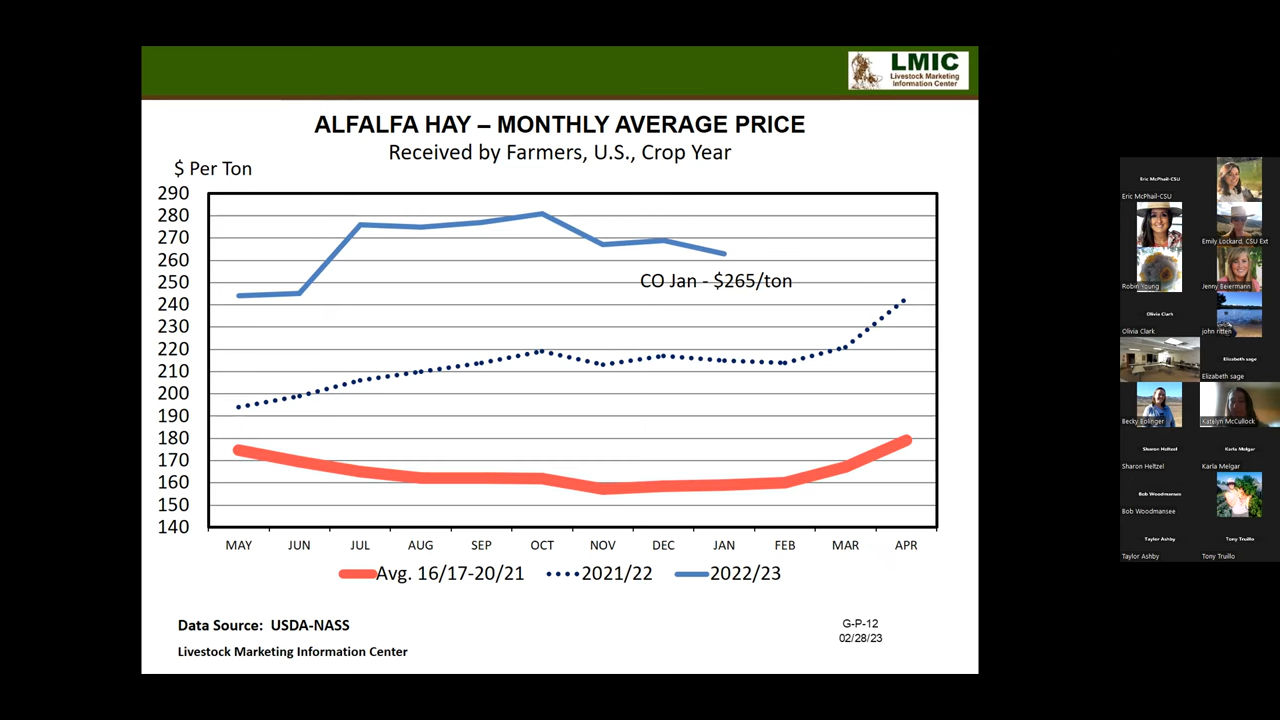 LMIC
Livestock Marketing
Information Center
ALFALFA HAY – MONTHLY AVERAGE PRICE
Received by Farmers, U.S., Crop Year
$ Per Ton
290
280
270
260
250
240
230
220
210
200
190
180
170
160
150
140
CO Jan - $265/ton
MAY JUN JUL AUG SEP OCT NOV DEC JAN FEB MAR APR
Avg. 16/17-20/21 2021/22 2022/23
Data Source: USDA-NASS
Livestock Marketing Information Center
G-P-12
02/28/23
Eric McPhail-CSU
Eric McPhail-CSU
Emily Lockard, CSU Ext
Robin Young
Jenny Beiermann
Olivia Clark
Olivia Clark
john ritten
Elizabeth sage
Elizabeth sage
Becky Edlinger
Katelyn McCullock
Sharon Heltzel
Sharon Heltzel
Karla Melgar
Karla Melgar
Bob Woodmansee
Bob Woodmansee
Taylor Ashby
Taylor Ashby
Tony Truillo
Tony Truillo